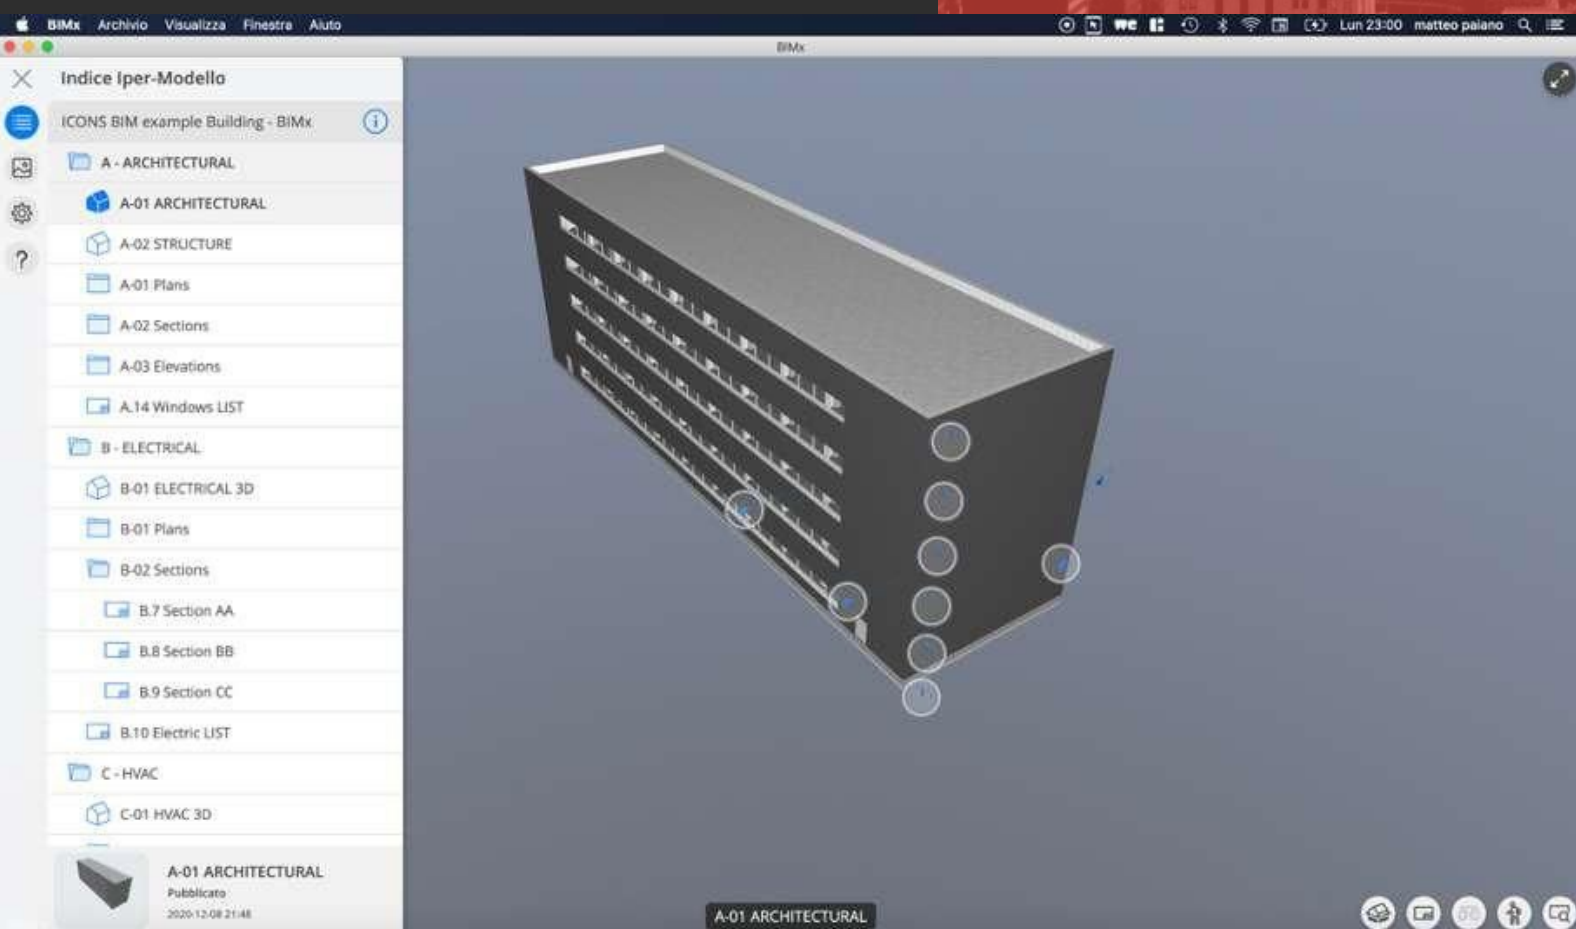 BIMx Archivio Visualizza Finestra Aiuto
Lun 23:00 matteo paiano
BIMx
Indice Iper-Modello
ICONS BIM example Building - BIMx
A - ARCHITECTURAL
A-01 ARCHITECTURAL
A-02 STRUCTURE
A-01 Plans
A-02 Sections
A-03 Elevations
A.14 Windows LIST
B - ELECTRICAL
B-01 ELECTRICAL 3D
B-01 Plans
B-02 Sections
B.7 Section AA
B.8 Section BB
B.9 Section CC
B.10 Electric LIST
C - HVAC
C-01 HVAC 3D
A-01 ARCHITECTURAL
Pubblicato
2020-12-08 21:48
A-01 ARCHITECTURAL